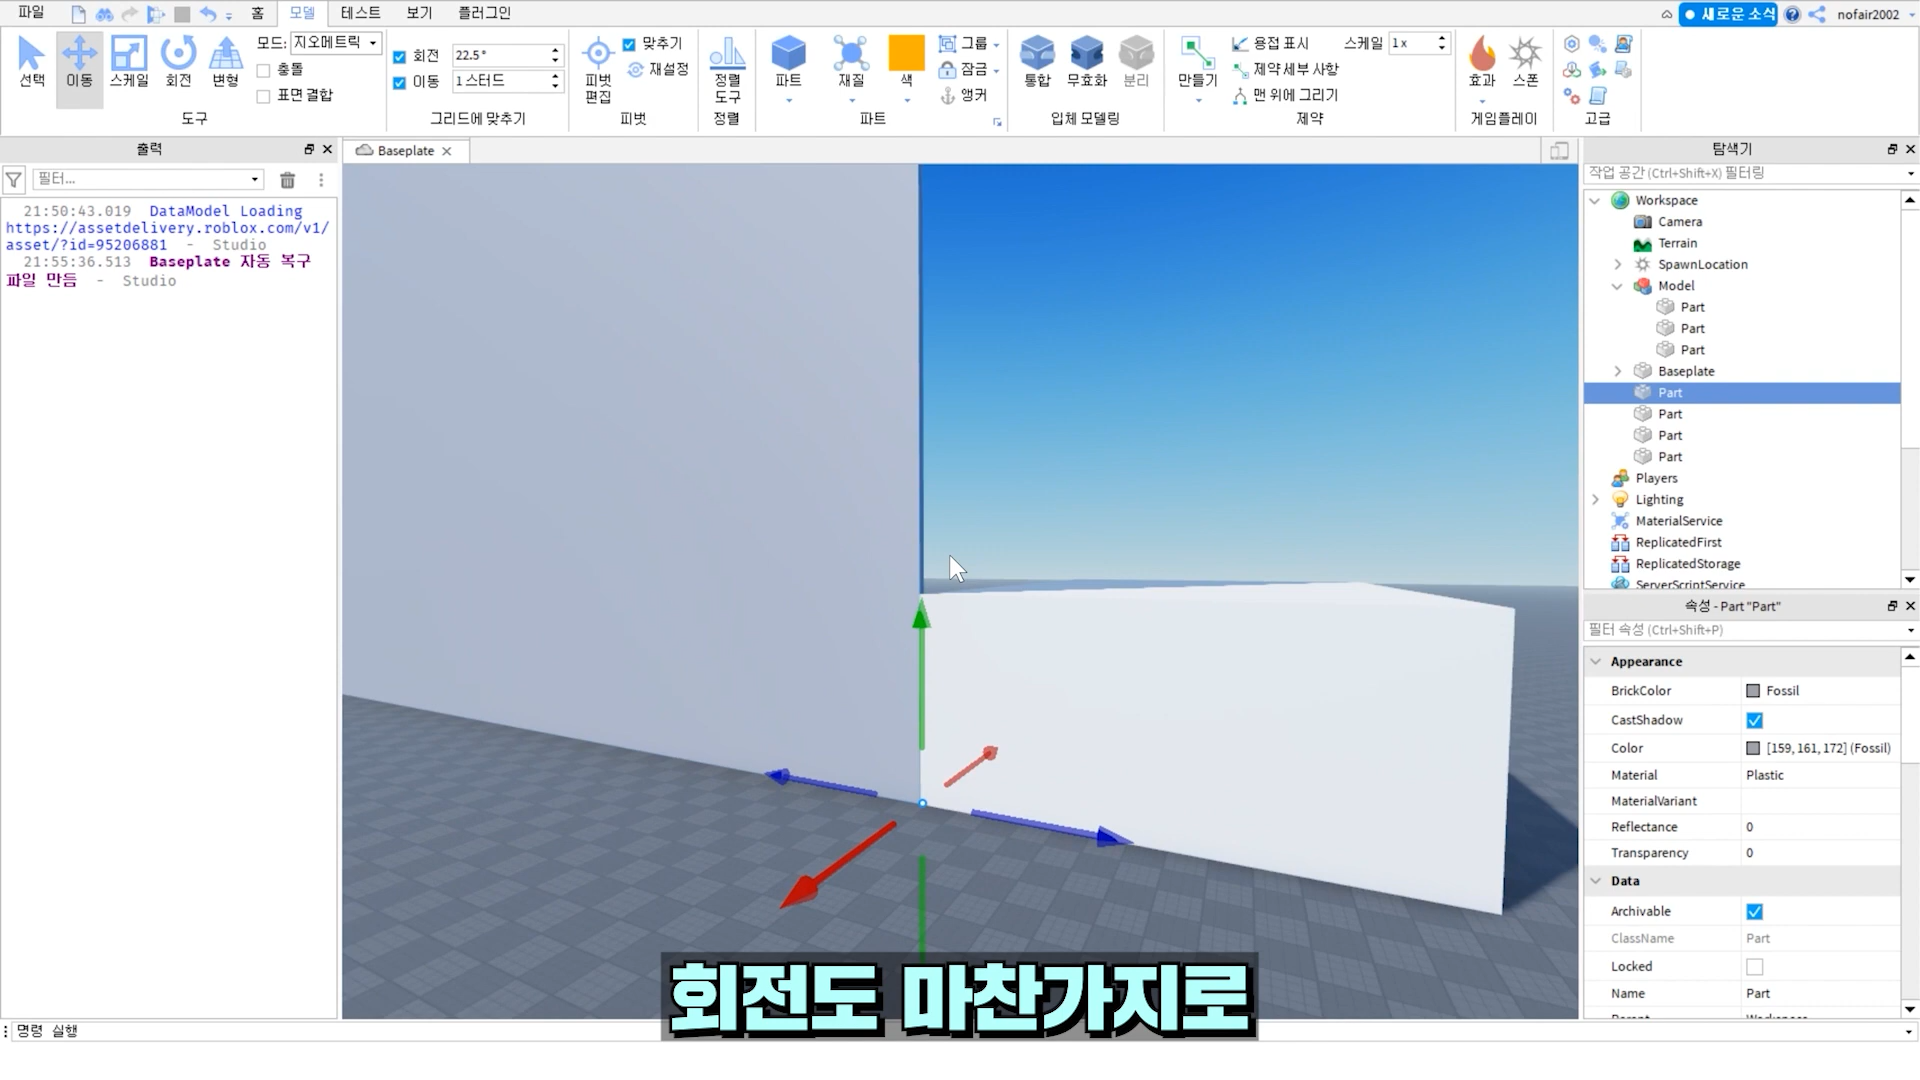 파일
홈
모델
테스트
보기
플러그인
새로운 소식
nofair2002
선택
이동
스케일
회전
변형
모드:
지오메트릭
충돌
표면 결합
도구
회전
22.5°
이동
1 스터드
그리드에 맞추기
피벗
편집
맞추기
재설정
피벗
정렬
도구
정렬
파트
재질
색
그룹
잠금
앵커
파트
통합
무효화
분리
입체 모델링
만들기
용접 표시
스케일
1x
제약 세부 사항
맨 위에 그리기
제약
효과
스폰
게임플레이
고급
출력
필터...
21:50:43.019 DataModel Loading
https://assetdelivery.roblox.com/v1/
asset/?id=95206881 - Studio
21:55:36.513 Baseplate 자동 복구
파일 만듬 - Studio
Baseplate
탐색기
작업 공간 (Ctrl+Shift+X) 필터링
Workspace
Camera
Terrain
SpawnLocation
Model
Part
Part
Part
Baseplate
Part
Part
Part
Part
Players
Lighting
MaterialService
ReplicatedFirst
ReplicatedStorage
ServerScriptService
속성 - Part "Part"
필터 속성 (Ctrl+Shift+P)
Appearance
BrickColor
Fossil
CastShadow
Color
[159, 161, 172] (Fossil)
Material
Plastic
MaterialVariant
Reflectance
0
Transparency
0
Data
Archivable
ClassName
Part
Locked
Name
Part
회전도 마찬가지로
명령 실행